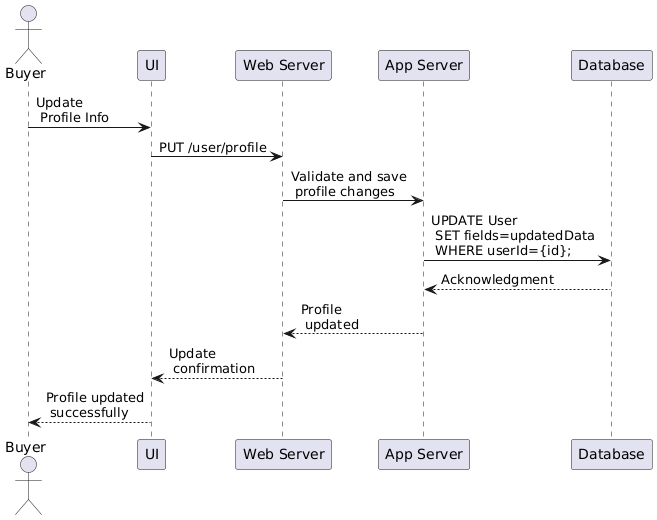 Buyer
UI
Web Server
App Server
Database
Update
Profile Info
PUT /user/profile
Validate and save
profile changes
UPDATE User
SET fields=updatedData
WHERE userId={id};
Acknowledgment
Profile
updated
Update
confirmation
Profile updated
successfully
Buyer
UI
Web Server
App Server
Database